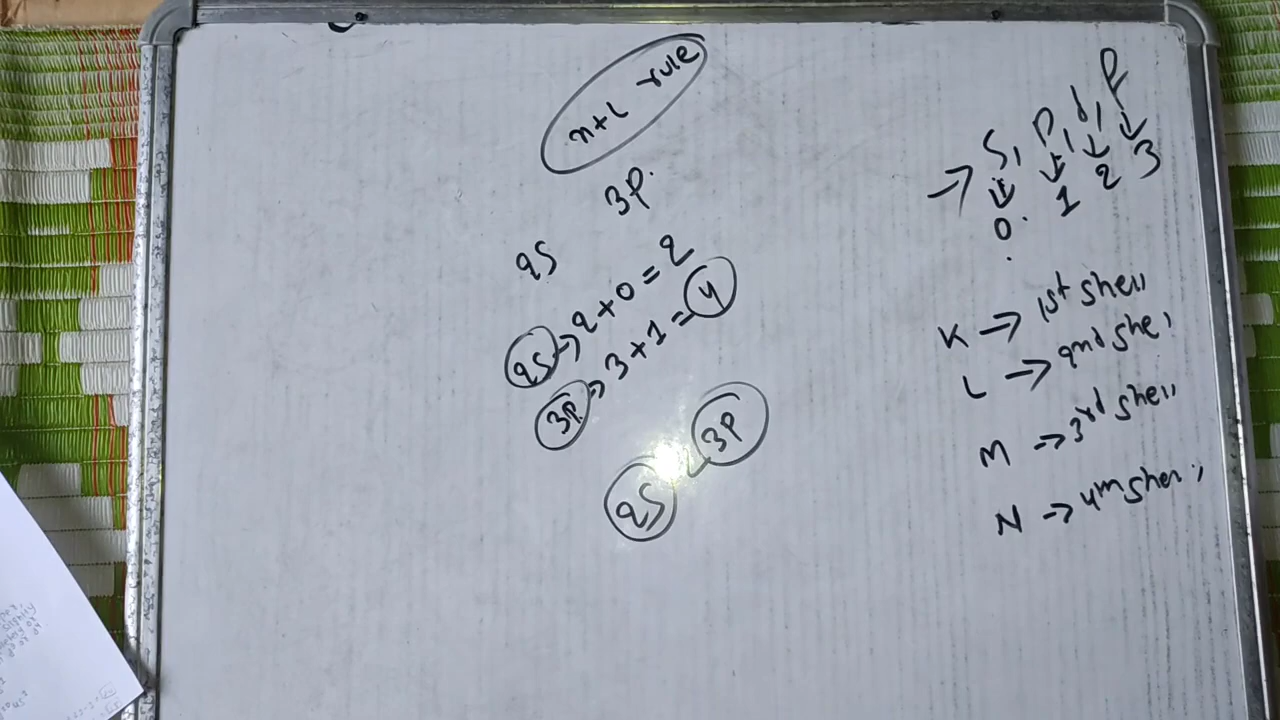 n+l rule
3p.
2s
2s → 2+0 = 2
3p → 3+1 = 4
2s - 3p
→ s, p, d, f
↓ ↓ ↓ ↓
0. 1 2 3
K → 1st shell
L → 2nd shel,
M → 3rd shell
N → 4th shell